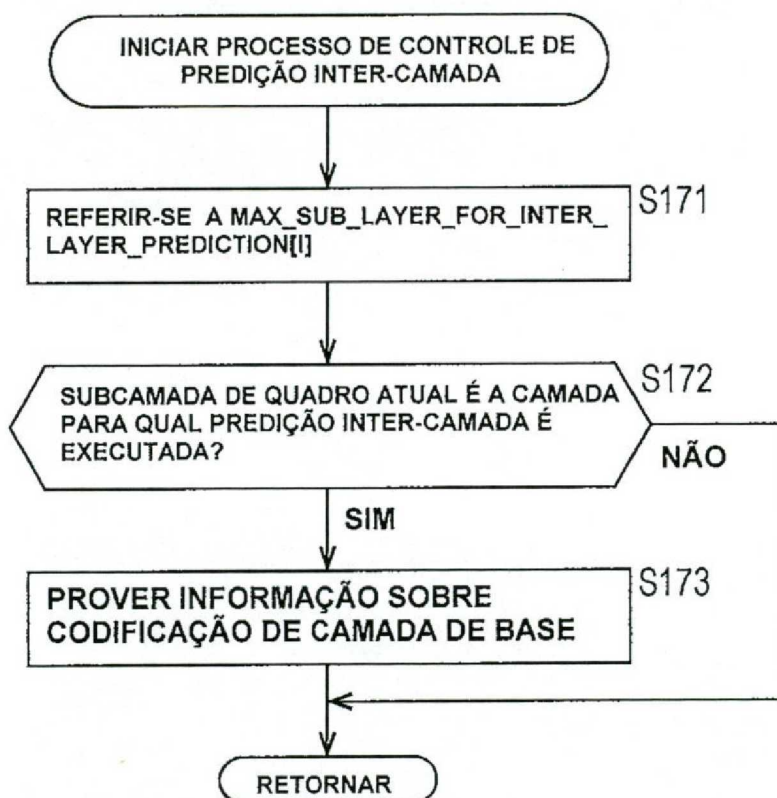 INICIAR PROCESSO DE CONTROLE DE
PREDIÇÃO INTER-CAMADA
S171
REFERIR-SE A MAX_SUB_LAYER_FOR_INTER_
LAYER_PREDICTION[I]
S172
SUBCAMADA DE QUADRO ATUAL É A CAMADA
PARA QUAL PREDIÇÃO INTER-CAMADA É
EXECUTADA?
NÃO
SIM
S173
PROVER INFORMAÇÃO SOBRE
CODIFICAÇÃO DE CAMADA DE BASE
RETORNAR